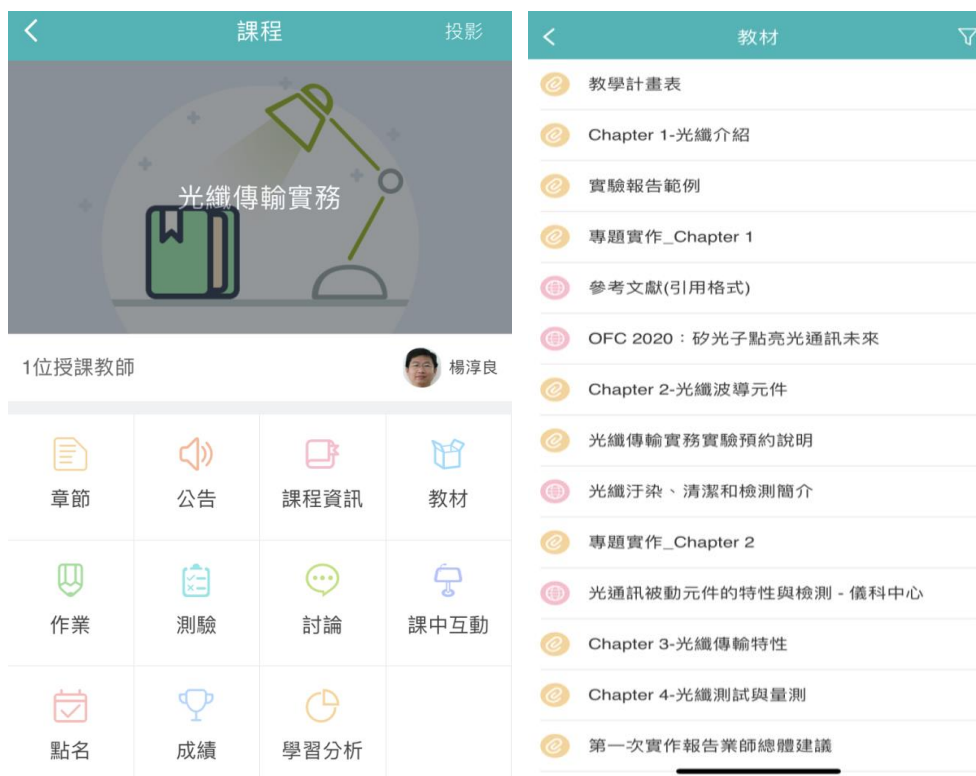 課程
投影
光纖傳輸實務
1位授課教師
楊淳良
章節
公告
課程資訊
教材
作業
測驗
討論
課中互動
點名
成績
學習分析
教材
教學計畫表
Chapter 1-光纖介紹
實驗報告範例
專題實作_Chapter 1
參考文獻(引用格式)
OFC 2020：矽光子點亮光通訊未來
Chapter 2-光纖波導元件
光纖傳輸實務實驗預約說明
光纖汙染、清潔和檢測簡介
專題實作_Chapter 2
光通訊被動元件的特性與檢測 - 儀科中心
Chapter 3-光纖傳輸特性
Chapter 4-光纖測試與量測
第一次實作報告業師總體建議